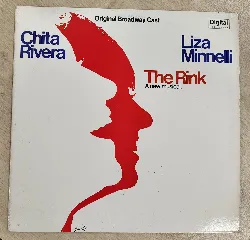 Original Broadway Cast
Digital
Chita
Rivera
Liza
Minnelli
The Rink
A new musical